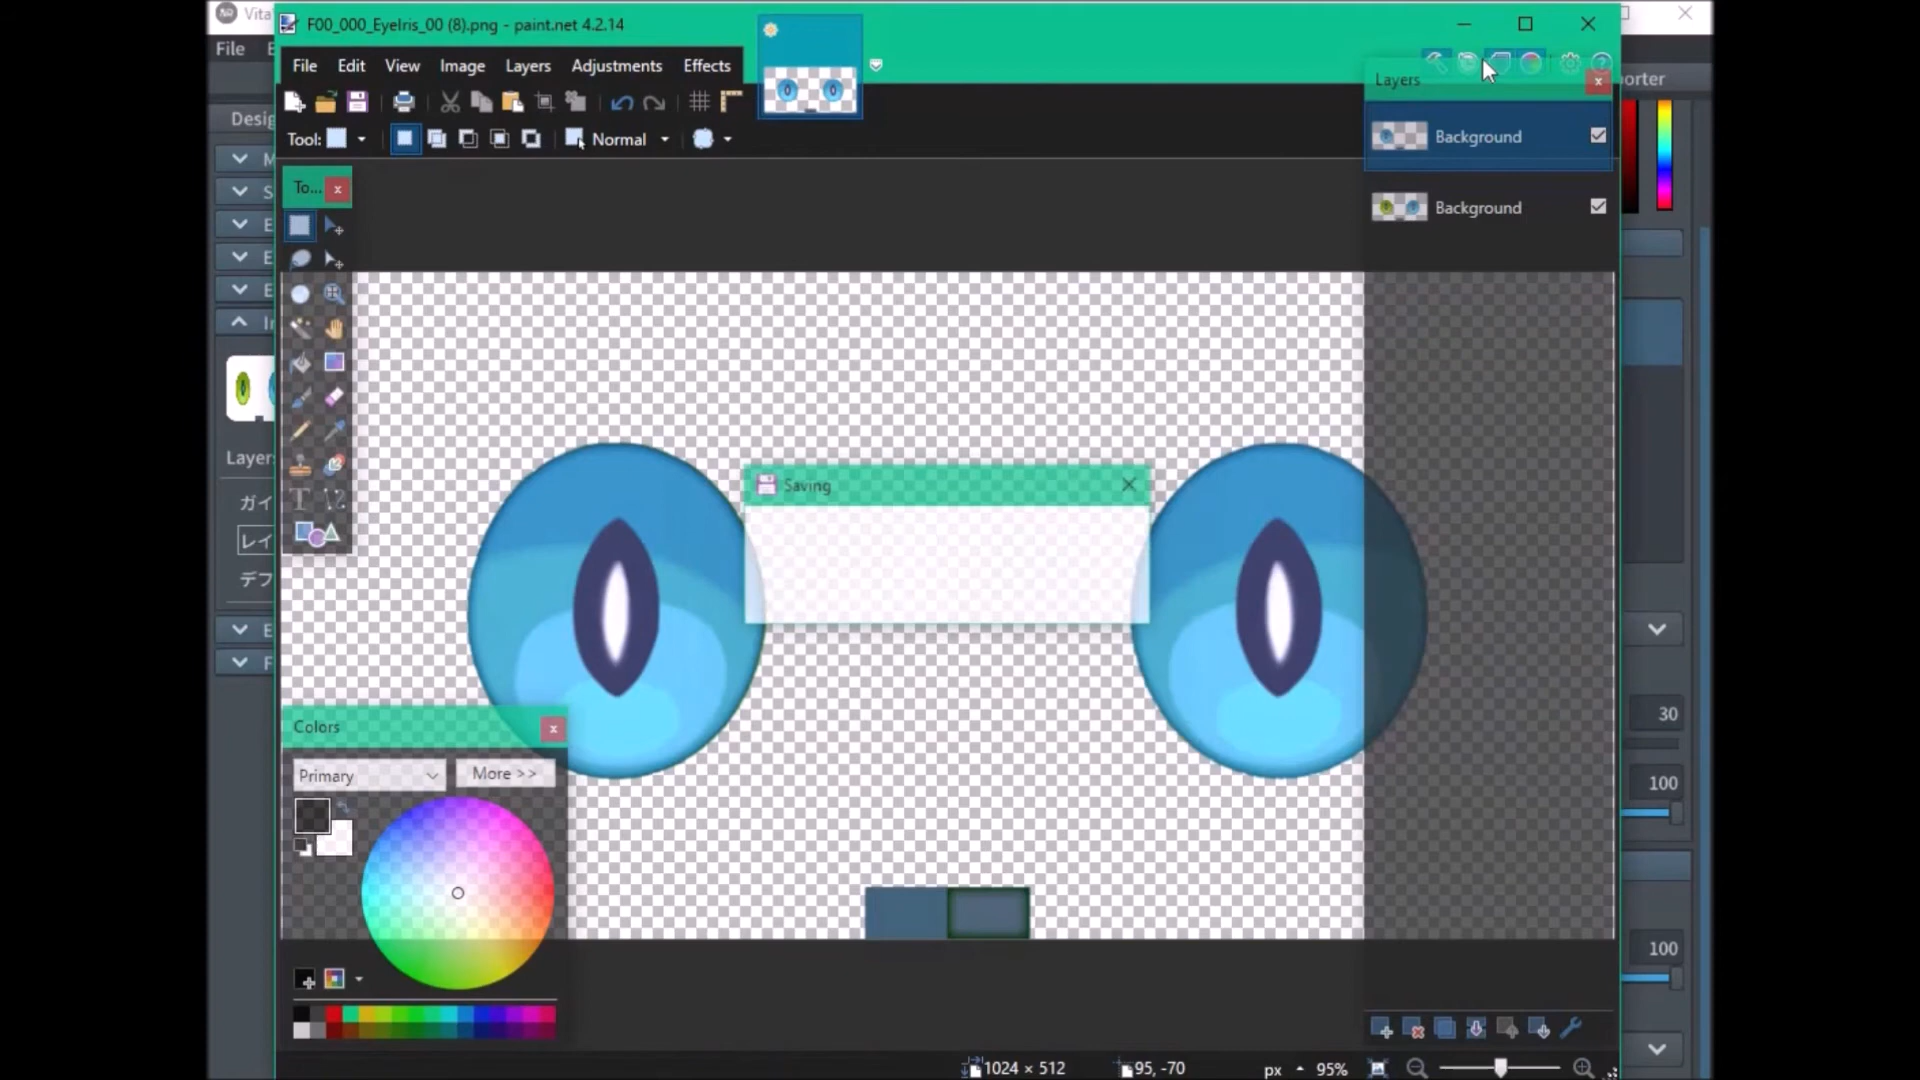 Vita
F00_000_EyeIris_00 (8).png - paint.net 4.2.14
File
File Edit View Image Layers Adjustments Effects
Layers
orter
Desig
Tool:
Normal
Background
Background
To...
Saving
Layer
ガイ
レイ
デフ
Colors
Primary
More >>
30
100
100
1024 × 512
95, -70
px
95%